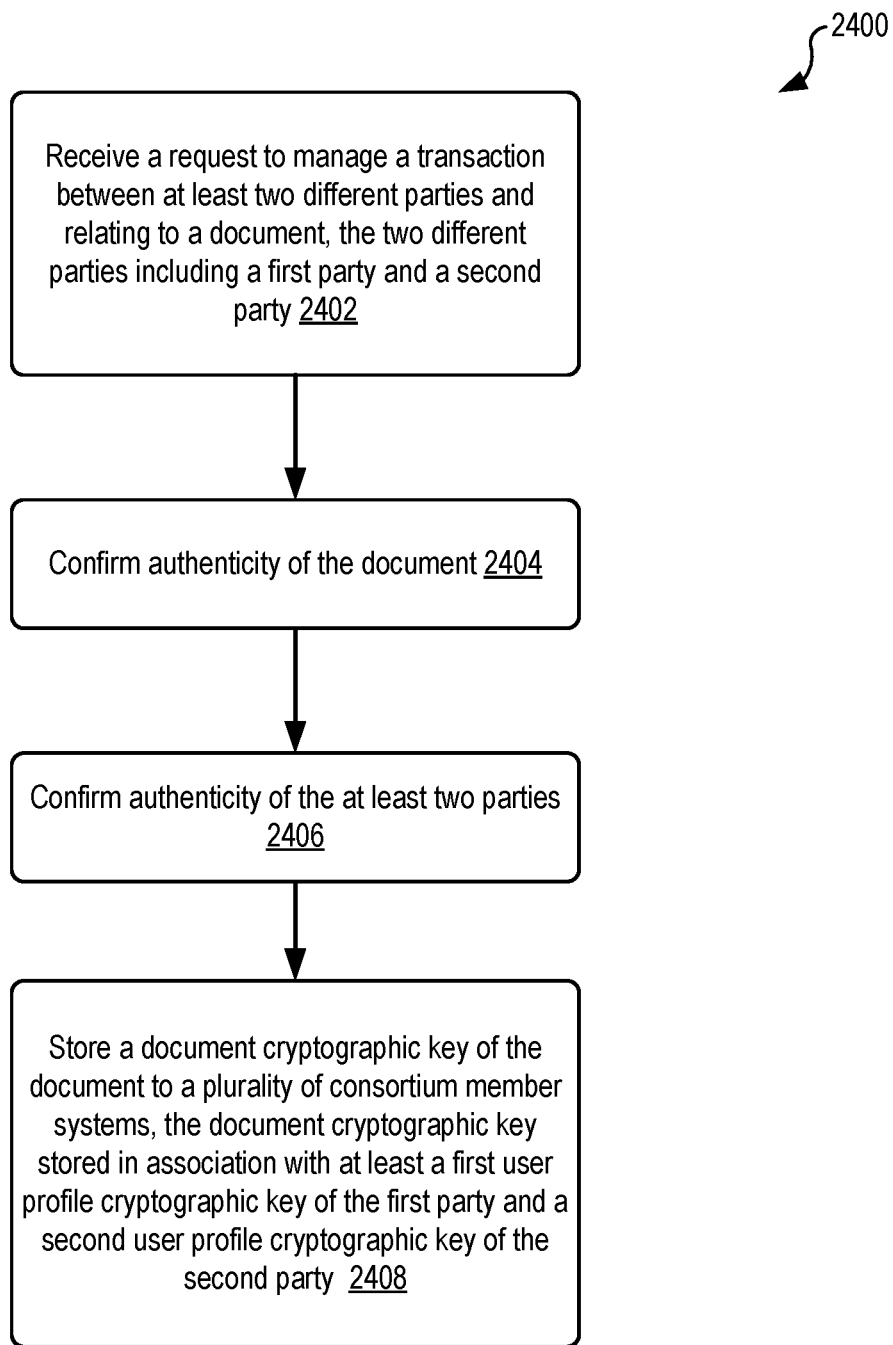 2400
Receive a request to manage a transaction
between at least two different parties and
relating to a document, the two different
parties including a first party and a second
party 2402
Confirm authenticity of the document 2404
Confirm authenticity of the at least two parties
2406
Store a document cryptographic key of the
document to a plurality of consortium member
systems, the document cryptographic key
stored in association with at least a first user
profile cryptographic key of the first party and a
second user profile cryptographic key of the
second party 2408